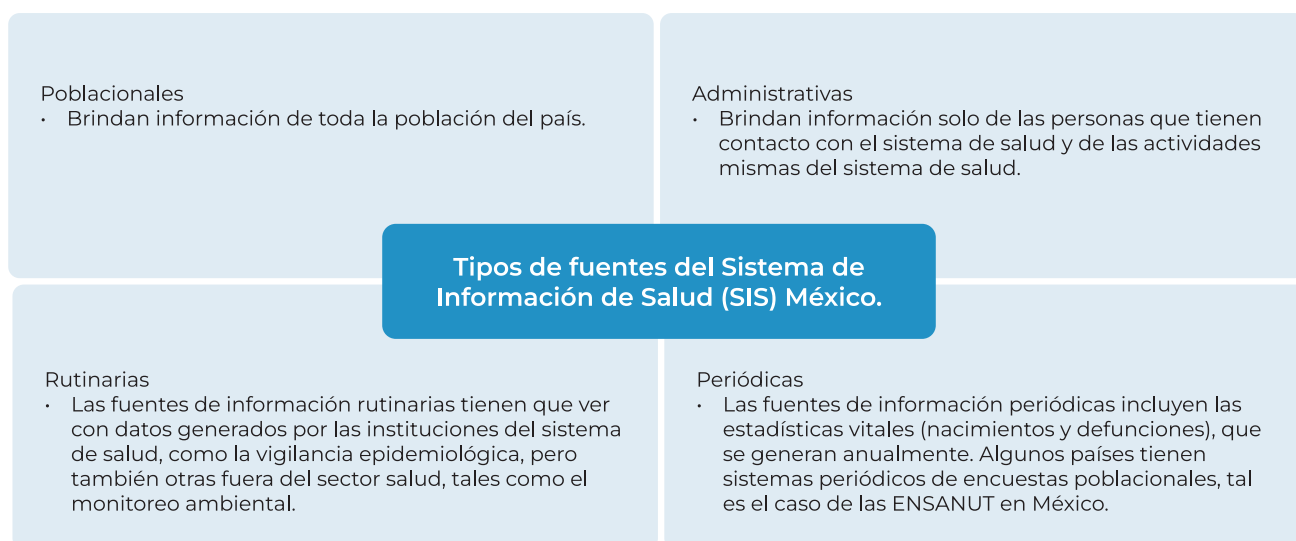 Poblacionales
• Brindan información de toda la población del país.
Administrativas
• Brindan información solo de las personas que tienen
contacto con el sistema de salud y de las actividades
mismas del sistema de salud.
Tipos de fuentes del Sistema de
Información de Salud (SIS) México.
Rutinarias
• Las fuentes de información rutinarias tienen que ver
con datos generados por las instituciones del sistema
de salud, como la vigilancia epidemiológica, pero
también otras fuera del sector salud, tales como el
monitoreo ambiental.
Periódicas
• Las fuentes de información periódicas incluyen las
estadísticas vitales (nacimientos y defunciones), que
se generan anualmente. Algunos países tienen
sistemas periódicos de encuestas poblacionales, tal
es el caso de las ENSANUT en México.